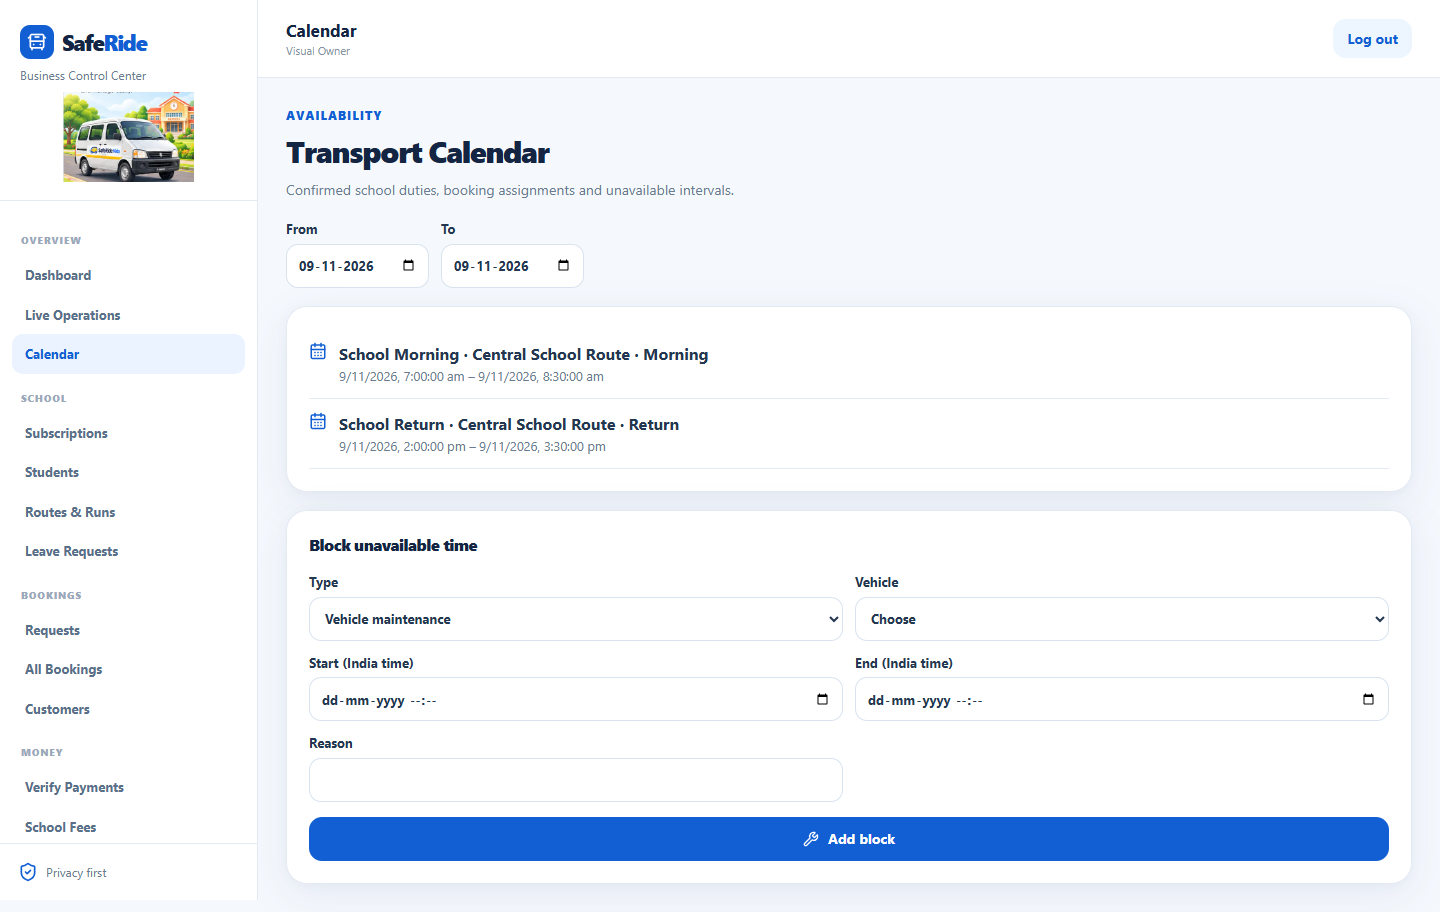 SafeRide
Business Control Center
Calendar
Visual Owner
Log out
OVERVIEW
Dashboard
Live Operations
Calendar
SCHOOL
Subscriptions
Students
Routes & Runs
Leave Requests
BOOKINGS
Requests
All Bookings
Customers
MONEY
Verify Payments
School Fees
Privacy first
AVAILABILITY
Transport Calendar
Confirmed school duties, booking assignments and unavailable intervals.
From
To
09-11-2026
09-11-2026
School Morning · Central School Route · Morning
9/11/2026, 7:00:00 am – 9/11/2026, 8:30:00 am
School Return · Central School Route · Return
9/11/2026, 2:00:00 pm – 9/11/2026, 3:30:00 pm
Block unavailable time
Type
Vehicle
Vehicle maintenance
Choose
Start (India time)
End (India time)
dd-mm-yyyy --:--
dd-mm-yyyy --:--
Reason
Add block